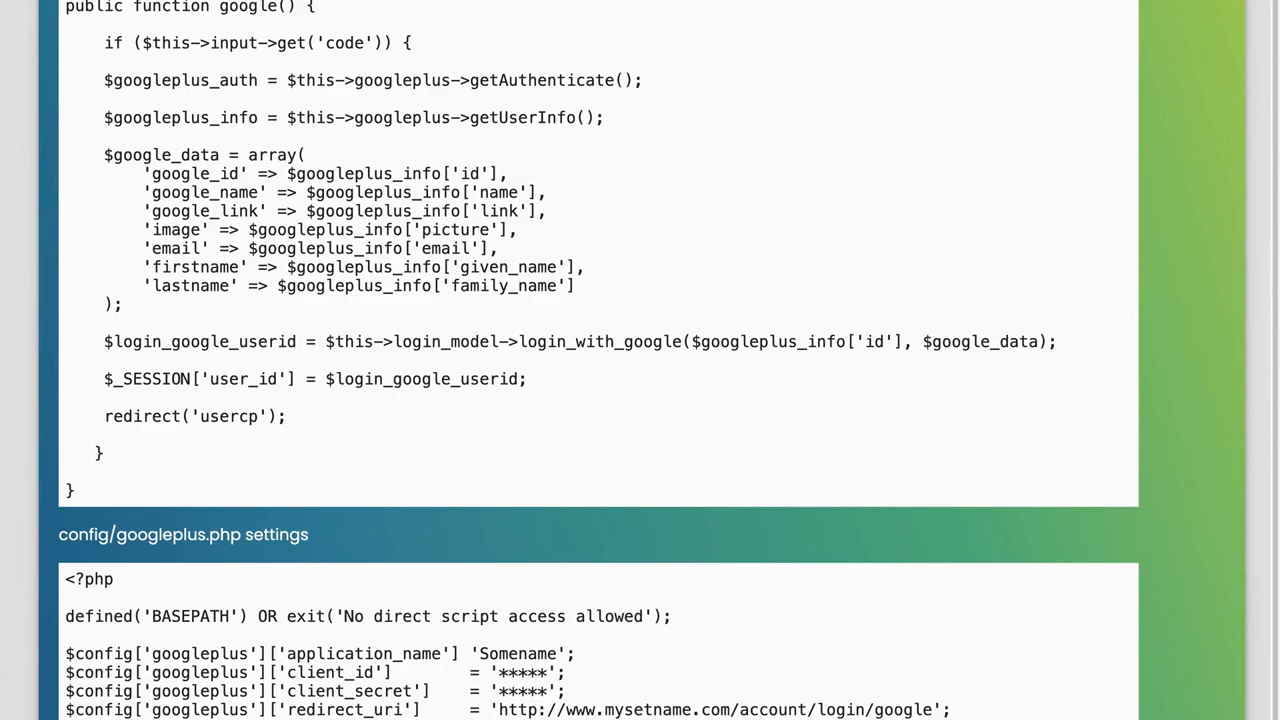 public function google() {
if ($this->input->get('code')) {
$googleplus_auth = $this->googleplus->getAuthenticate();
$googleplus_info = $this->googleplus->getUserInfo();
$google_data = array(
'google_id' => $googleplus_info['id'],
'google_name' => $googleplus_info['name'],
'google_link' => $googleplus_info['link'],
'image' => $googleplus_info['picture'],
'email' => $googleplus_info['email'],
'firstname' => $googleplus_info['given_name'],
'lastname' => $googleplus_info['family_name']
);
$login_google_userid = $this->login_model->login_with_google($googleplus_info['id'], $google_data);
$_SESSION['user_id'] = $login_google_userid;
redirect('usercp');
}
}
config/googleplus.php settings
<?php
defined('BASEPATH') OR exit('No direct script access allowed');
$config['googleplus']['application_name'] 'Somename';
$config['googleplus']['client_id'] = '*****';
$config['googleplus']['client_secret'] = '*****';
$config['googleplus']['redirect_uri'] = 'http://www.mysetname.com/account/login/google';